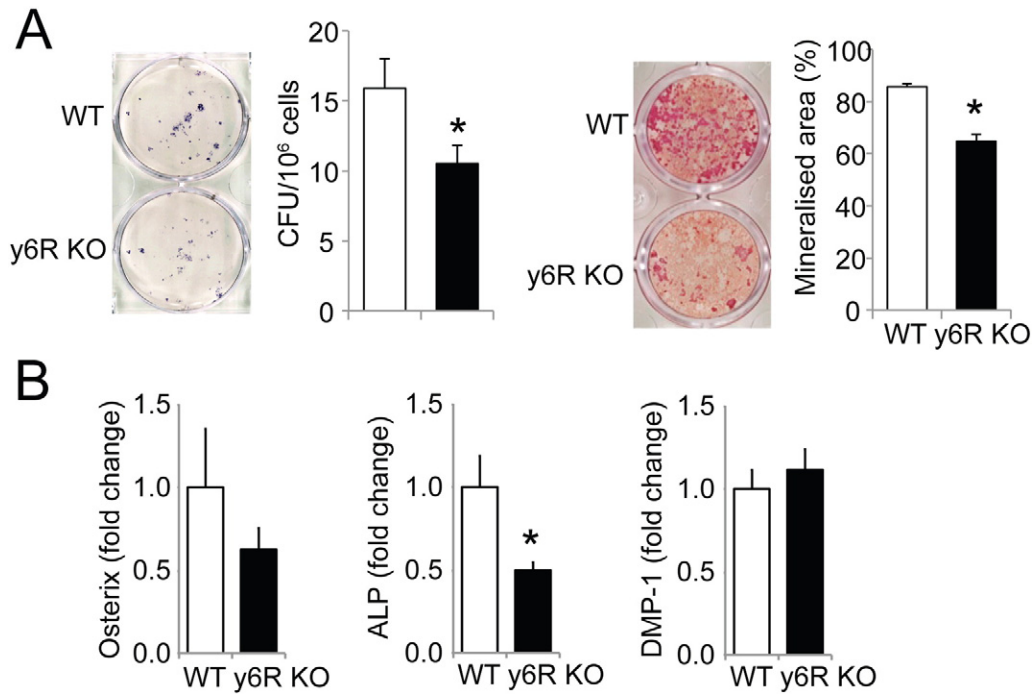 A
WT
y6R KO
CFU/10⁶ cells
20
15
10
5
0
*
WT
y6R KO
Mineralised area (%)
100
80
60
40
20
0
*
WT y6R KO
B
Osterix (fold change)
1.5
1.0
0.5
0.0
WT y6R KO
ALP (fold change)
1.5
1.0
0.5
0.0
*
WT y6R KO
DMP-1 (fold change)
1.5
1.0
0.5
0.0
WT y6R KO